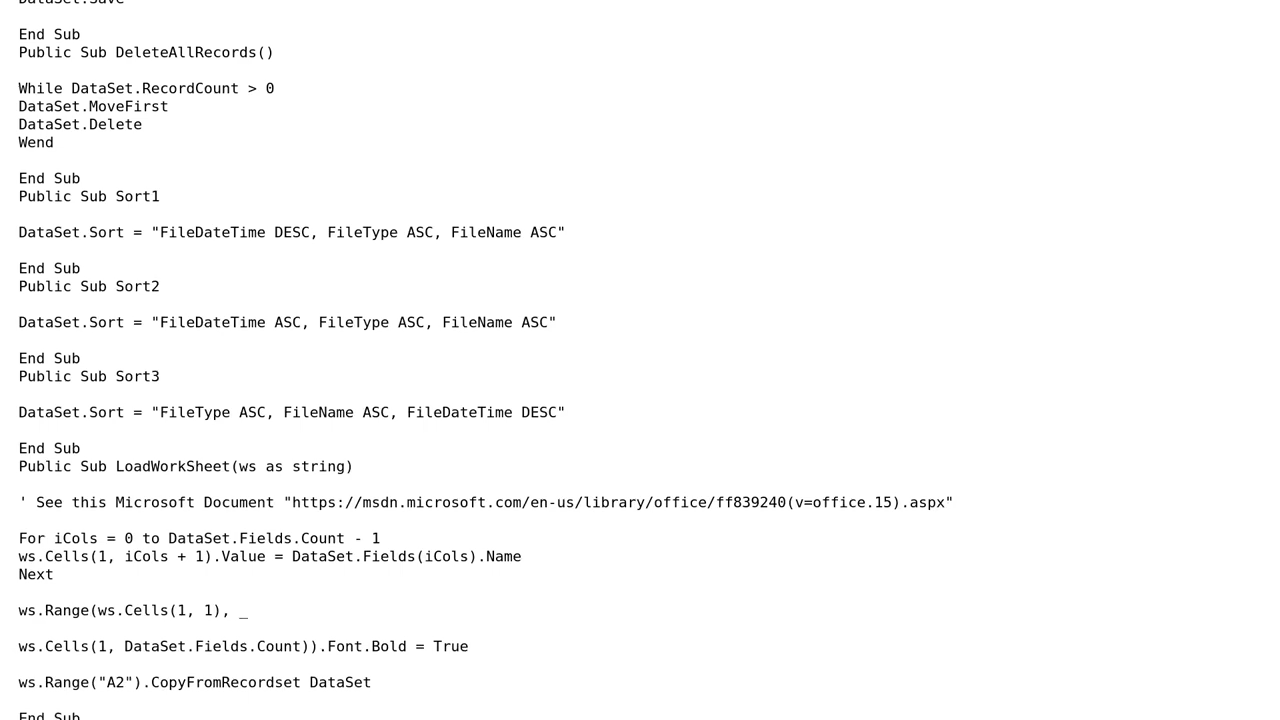 DataSet.Save
End Sub
Public Sub DeleteAllRecords()
While DataSet.RecordCount > 0
DataSet.MoveFirst
DataSet.Delete
Wend
End Sub
Public Sub Sort1
DataSet.Sort = "FileDateTime DESC, FileType ASC, FileName ASC"
End Sub
Public Sub Sort2
DataSet.Sort = "FileDateTime ASC, FileType ASC, FileName ASC"
End Sub
Public Sub Sort3
DataSet.Sort = "FileType ASC, FileName ASC, FileDateTime DESC"
End Sub
Public Sub LoadWorkSheet(ws as string)
' See this Microsoft Document "https://msdn.microsoft.com/en-us/library/office/ff839240(v=office.15).aspx"
For iCols = 0 to DataSet.Fields.Count - 1
ws.Cells(1, iCols + 1).Value = DataSet.Fields(iCols).Name
Next
ws.Range(ws.Cells(1, 1), _
ws.Cells(1, DataSet.Fields.Count)).Font.Bold = True
ws.Range("A2").CopyFromRecordset DataSet
End Sub